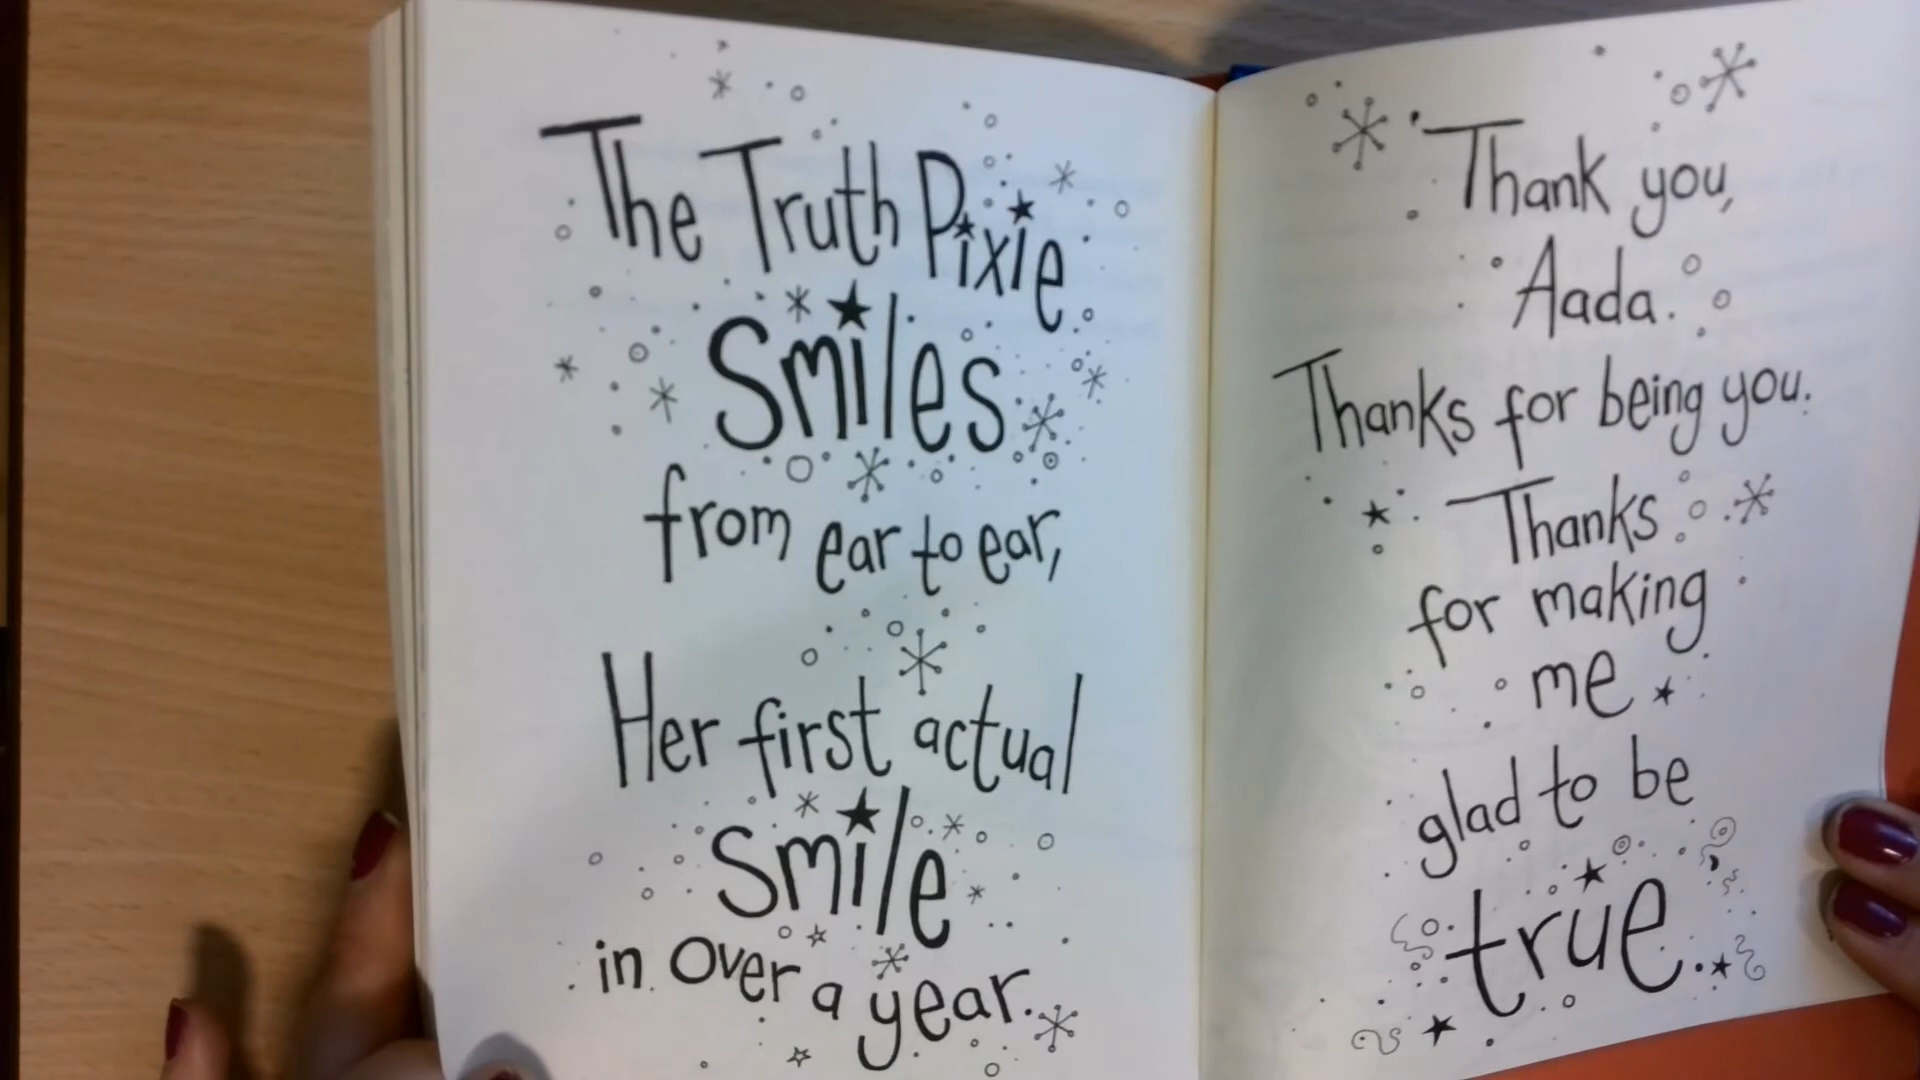 The Truth Pixie
Smiles
from ear to ear,
Her first actual
smile
in over a year.
Thank you,
Aada.
Thanks for being you.
Thanks
for making
me
glad to be
true.